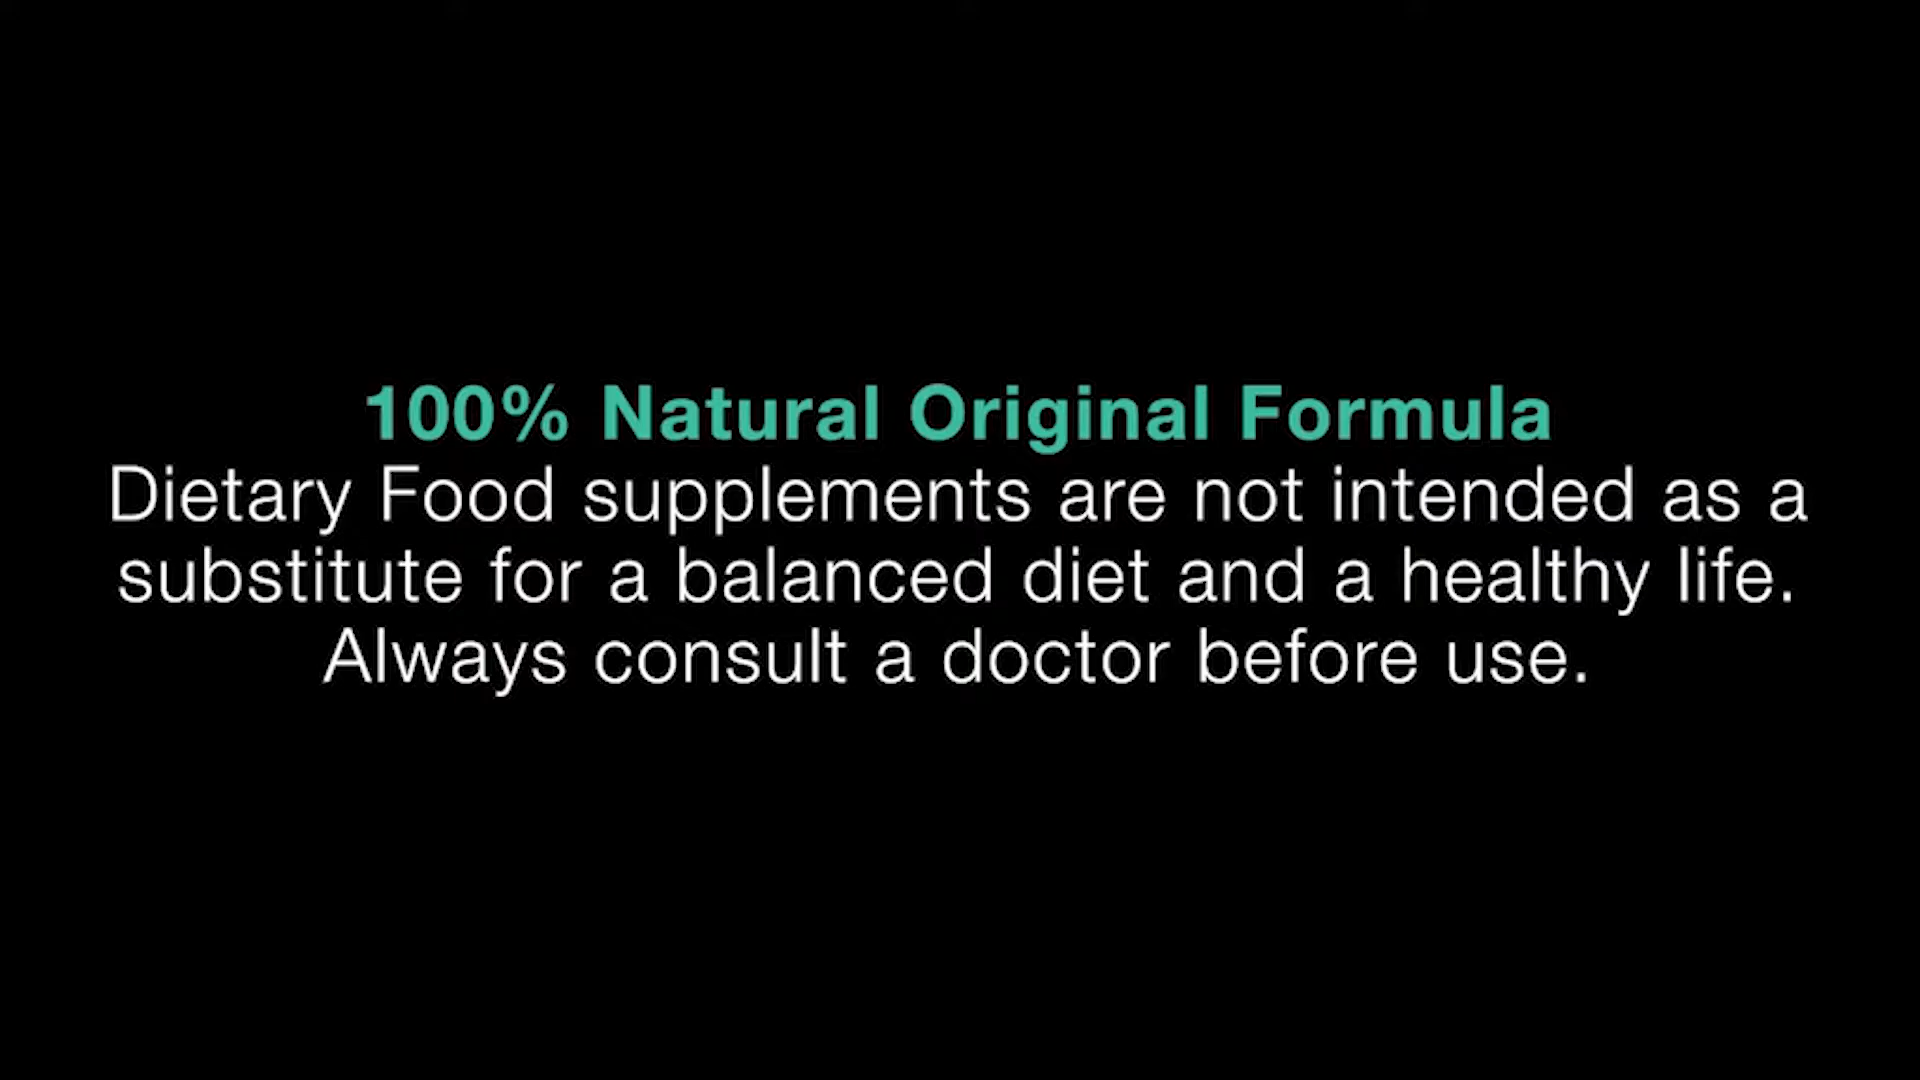 100% Natural Original Formula
Dietary Food supplements are not intended as a
substitute for a balanced diet and a healthy life.
Always consult a doctor before use.